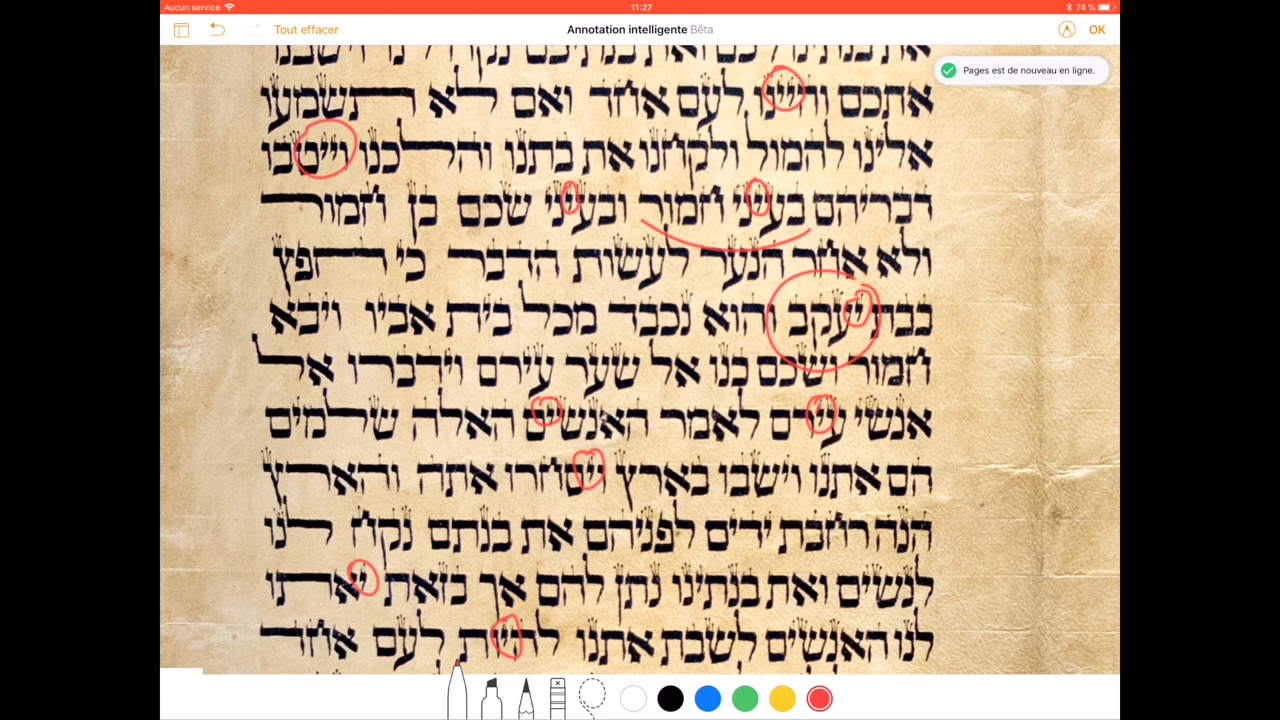 Aucun service
11:27
74 %
Tout effacer
Annotation intelligente Bêta
OK
Pages est de nouveau en ligne.
אתכם והיינו לעם אחד ואם לא תשמעו
אלינו להמול ולקחנו את בתנו והלכנו וייטבו
דבריהם בעיני חמור ובעיני שכם בן חמור
ולא אחר הנער לעשות הדבר כי חפץ
בבת יעקב והוא נכבד מכל בית אביו ויבא
חמור ושכם בנו אל שער עירם וידברו אל
אנשי עירם לאמר האנשים האלה שלמים
הם אתנו וישבו בארץ ויסחרו אתה והארץ
הנה רחבת ידים לפניהם את בנתם נקח לנו
לנשים ואת בנתינו נתן להם אך בזאת יאתו
לנו האנשים לשבת אתנו להיות לעם אחד